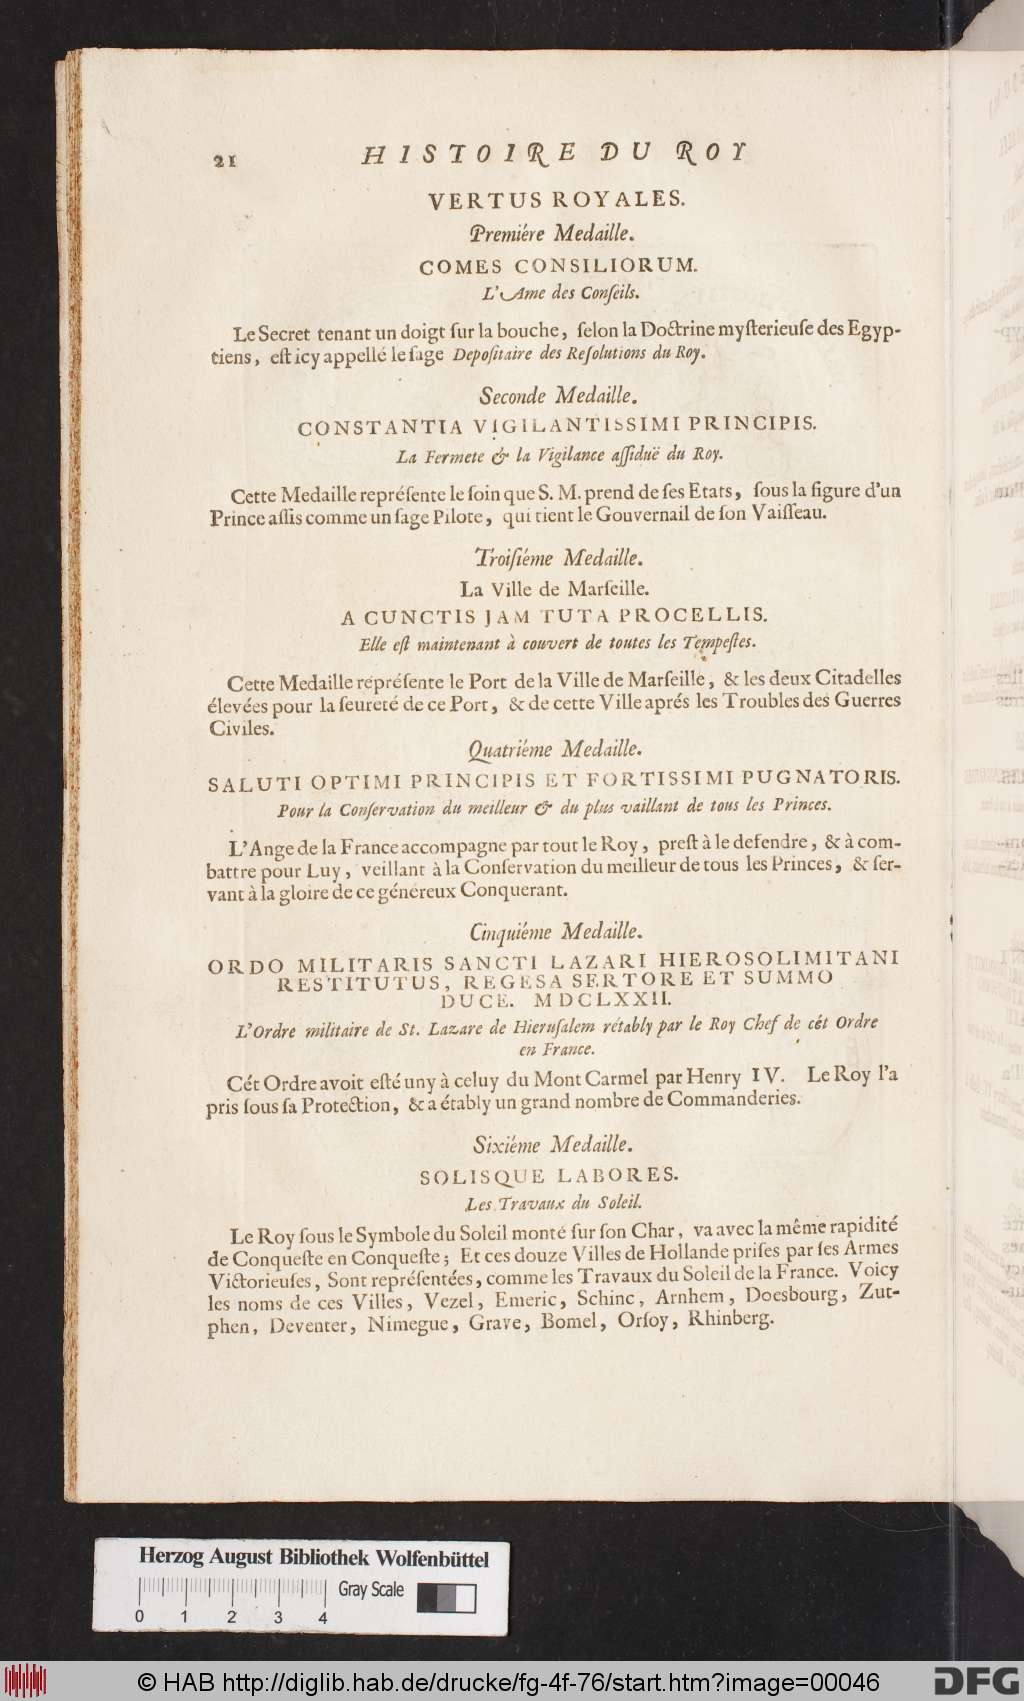 21 HISTOIRE DU ROY
VERTUS ROYALES.
Premiére Medaille.
COMES CONSILIORUM.
L'Ame des Conſeils.
Le Secret tenant un doigt ſur la bouche, ſelon la Doctrine myſterieuſe des Egyp-
tiens, eſt icy appellé le ſage Depoſitaire des Reſolutions du Roy.
Seconde Medaille.
CONSTANTIA VIGILANTISSIMI PRINCIPIS.
La Fermete & la Vigilance aſſiduë du Roy.
Cette Medaille repréſente le ſoin que S. M. prend de ſes Etats, ſous la figure d'un
Prince aſſis comme un ſage Pilote, qui tient le Gouvernail de ſon Vaiſſeau.
Troiſiéme Medaille.
La Ville de Marſeille.
A CUNCTIS JAM TUTA PROCELLIS.
Elle eſt maintenant à couvert de toutes les Tempeſtes.
Cette Medaille repréſente le Port de la Ville de Marſeille, & les deux Citadelles
élevées pour la ſeureté de ce Port, & de cette Ville aprés les Troubles des Guerres
Civiles.
Quatriéme Medaille.
SALUTI OPTIMI PRINCIPIS ET FORTISSIMI PUGNATORIS.
Pour la Conſervation du meilleur & du plus vaillant de tous les Princes.
L'Ange de la France accompagne par tout le Roy, preſt à le defendre, & à com-
battre pour Luy, veillant à la Conſervation du meilleur de tous les Princes, & ſer-
vant à la gloire de ce généreux Conquerant.
Cinquiéme Medaille.
ORDO MILITARIS SANCTI LAZARI HIEROSOLIMITANI
RESTITUTUS, REGESA SERTORE ET SUMMO
DUCE. MDCLXXII.
L'Ordre militaire de St. Lazare de Hieruſalem rétably par le Roy Chef de cét Ordre
en France.
Cét Ordre avoit eſté uny à celuy du Mont Carmel par Henry IV. Le Roy l'a
pris ſous ſa Protection, & a étably un grand nombre de Commanderies.
Sixiéme Medaille.
SOLISQUE LABORES.
Les Travaux du Soleil.
Le Roy ſous le Symbole du Soleil monté ſur ſon Char, va avec la même rapidité
de Conqueſte en Conqueſte; Et ces douze Villes de Hollande priſes par ſes Armes
Victorieuſes, Sont repréſentées, comme les Travaux du Soleil de la France. Voicy
les noms de ces Villes, Vezel, Emeric, Schinc, Arnhem, Doesbourg, Zut-
phen, Deventer, Nimegue, Grave, Bomel, Orſoy, Rhinberg.
Herzog August Bibliothek Wolfenbüttel
Gray Scale
0 1 2 3 4
© HAB http://diglib.hab.de/drucke/fg-4f-76/start.htm?image=00046
DFG